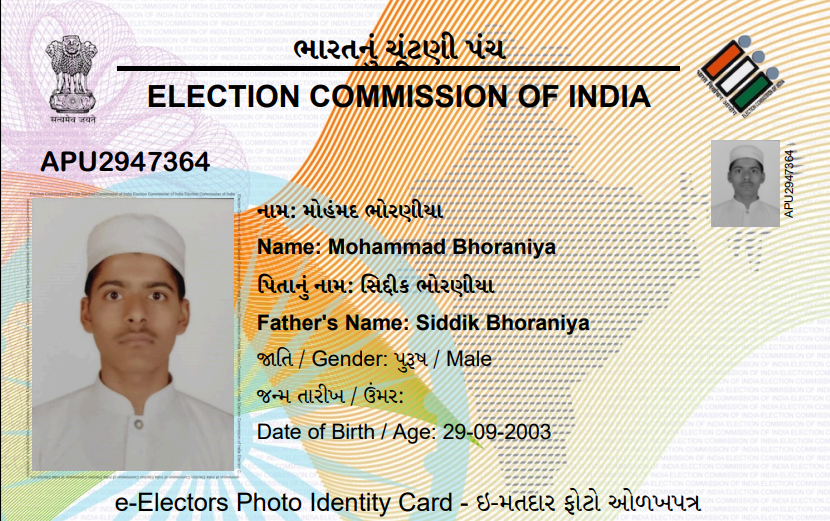 ભારતનું ચૂંટણી પંચ
ELECTION COMMISSION OF INDIA
सत्यमेव जयते
APU2947364
APU2947364
નામ: મોહંમદ ભોરણીયા
Name: Mohammad Bhoraniya
પિતાનું નામ: સિદ્દીક ભોરણીયા
Father's Name: Siddik Bhoraniya
જાતિ / Gender: પુરૂષ / Male
જન્મ તારીખ / ઉંમર:
Date of Birth / Age: 29-09-2003
e-Electors Photo Identity Card - ઇ-મતદાર ફોટો ઓળખપત્ર